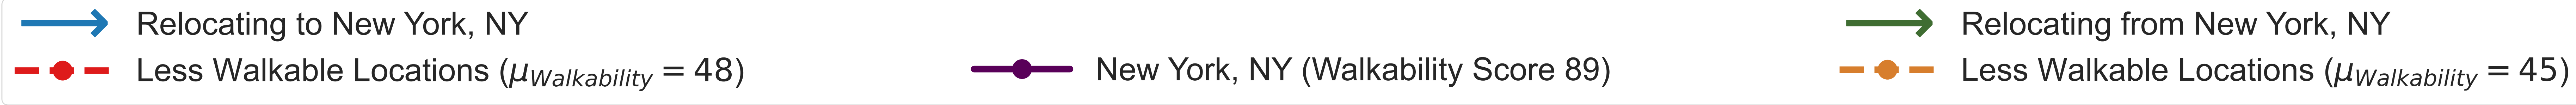 Relocating to New York, NY
Less Walkable Locations (μ_Walkability = 48)
New York, NY (Walkability Score 89)
Relocating from New York, NY
Less Walkable Locations (μ_Walkability = 45)